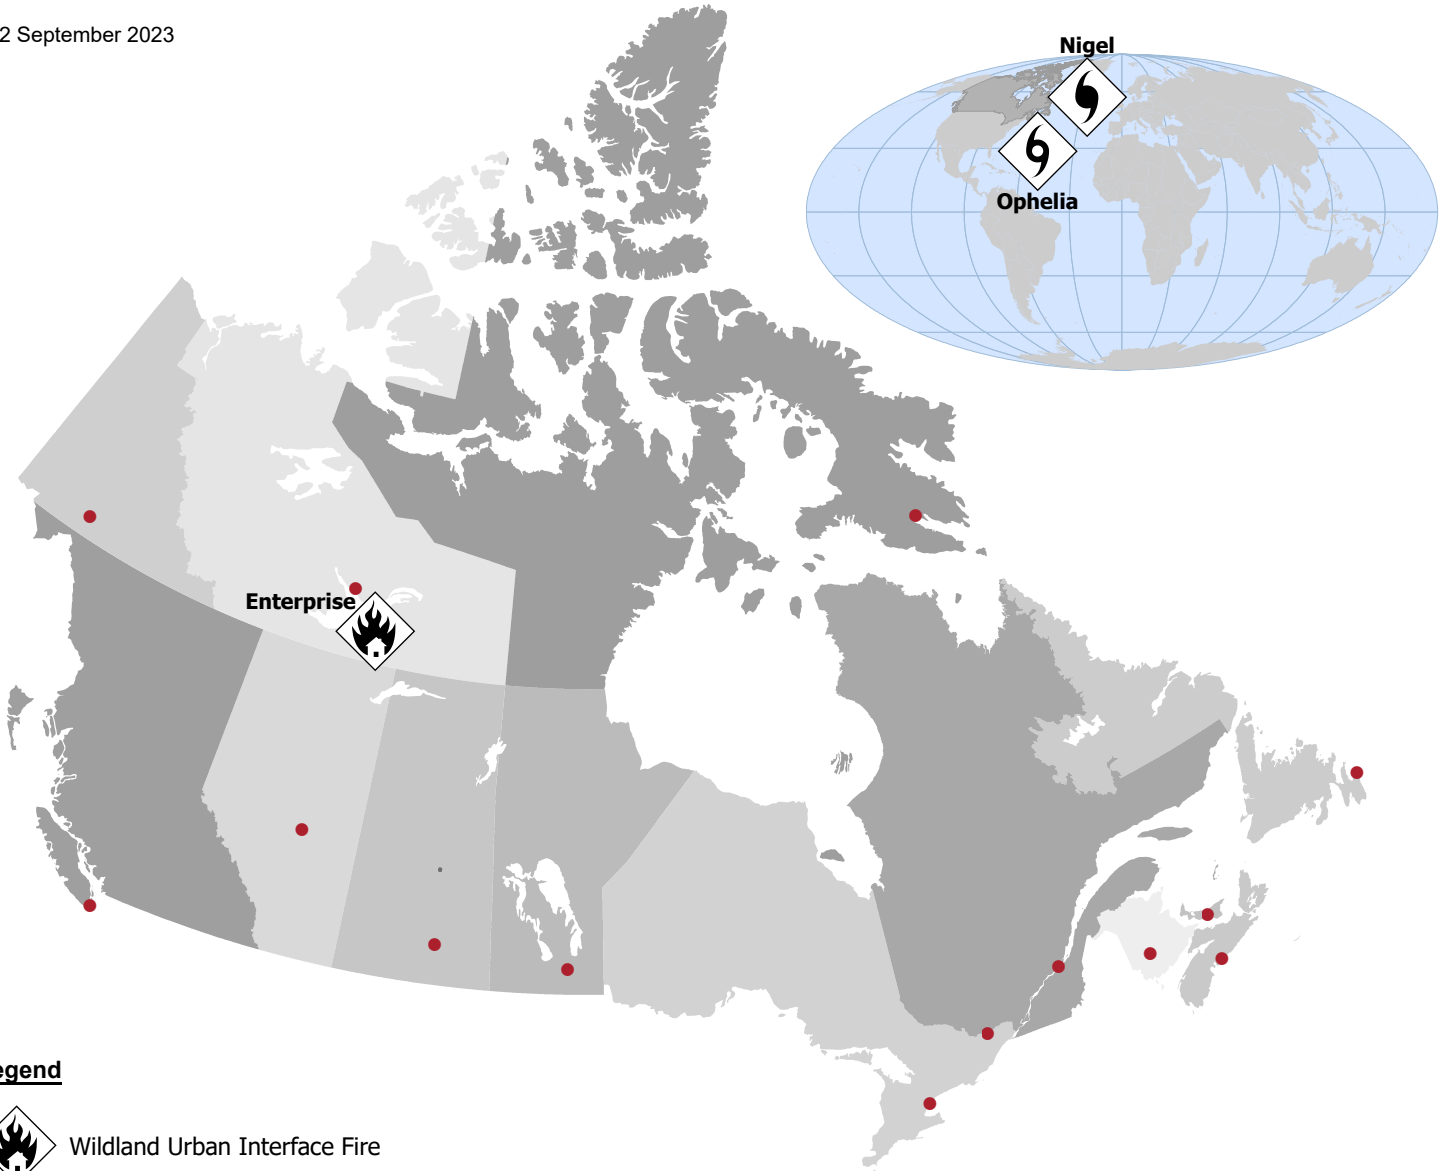 2 September 2023
Nigel
Ophelia
Enterprise
egend
Wildland Urban Interface Fire